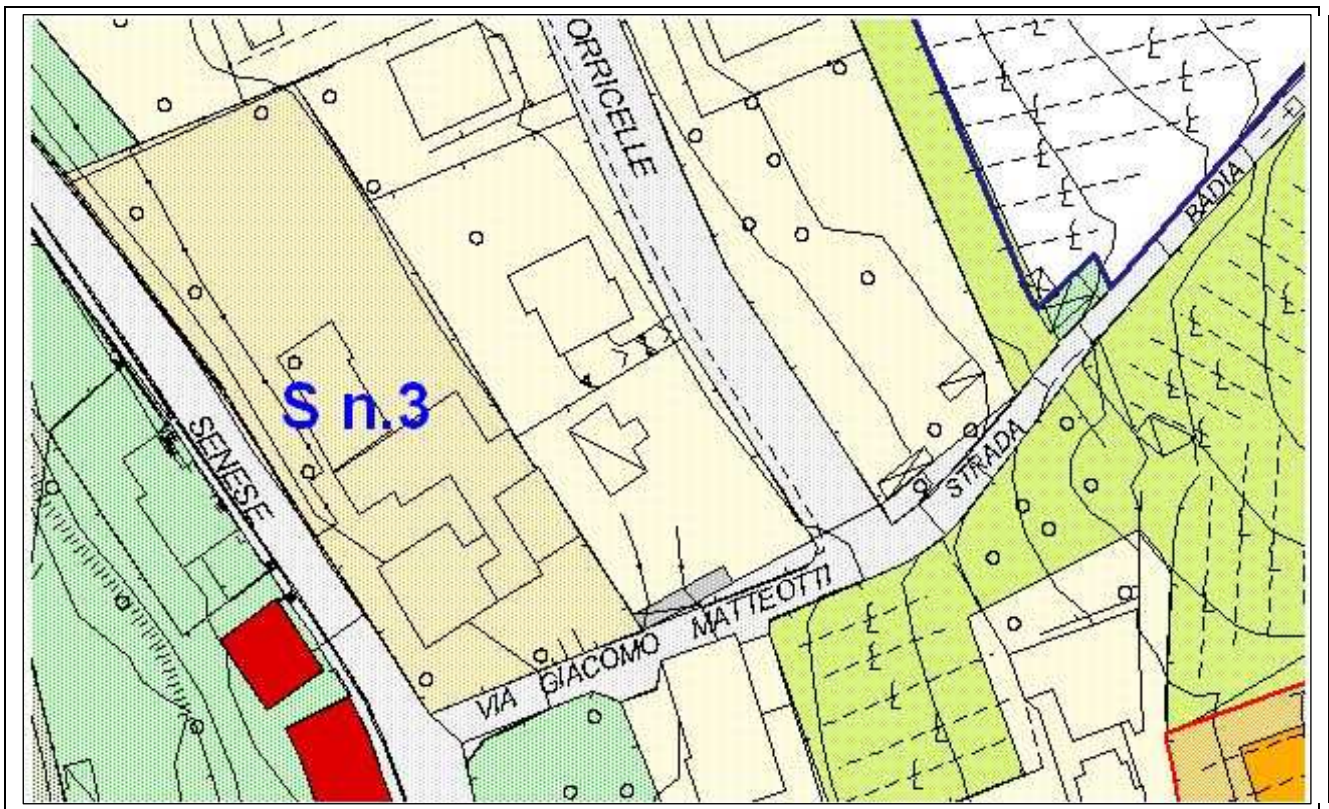 ORRICELLE
BADIA
S n.3
SENESE
STRADA
VIA GIACOMO MATTEOTTI